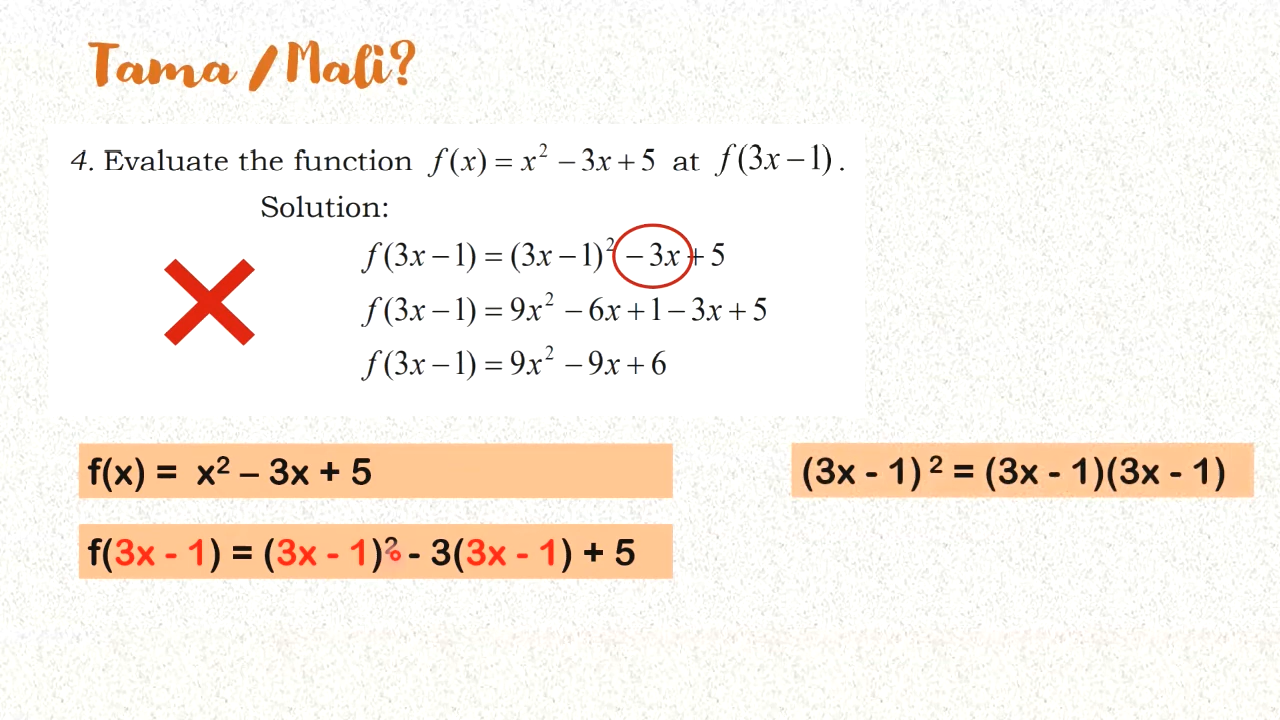 Tama / Mali?
4. Evaluate the function f(x) = x² − 3x + 5 at f(3x − 1).
Solution:
f(3x − 1) = (3x − 1)² − 3x + 5
f(3x − 1) = 9x² − 6x + 1 − 3x + 5
f(3x − 1) = 9x² − 9x + 6
f(x) = x² – 3x + 5
(3x - 1) ² = (3x - 1)(3x - 1)
f(3x - 1) = (3x - 1)² - 3(3x - 1) + 5